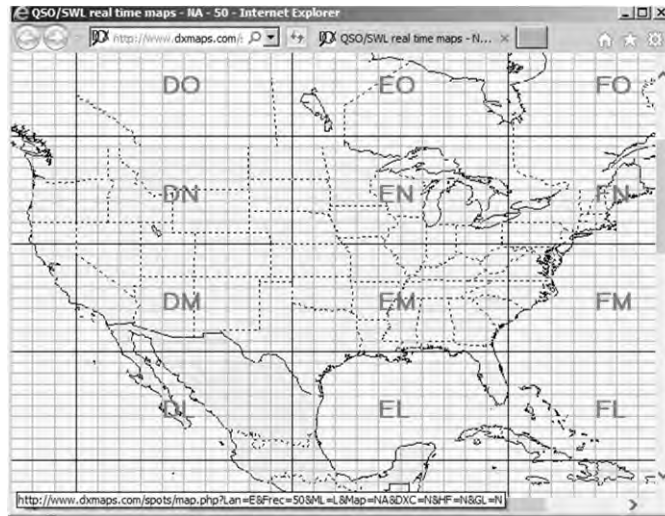 QSO/SWL real time maps - NA - 50 - Internet Explorer
http://www.dxmaps.com/s
QSO/SWL real time maps - N...
DO EO FO
DN EN FN
DM EM FM
DL EL FL
http://www.dxmaps.com/spots/map.php?Lan=E&Frec=50&ML=L&Map=NA&DXC=N&HF=N&GL=N